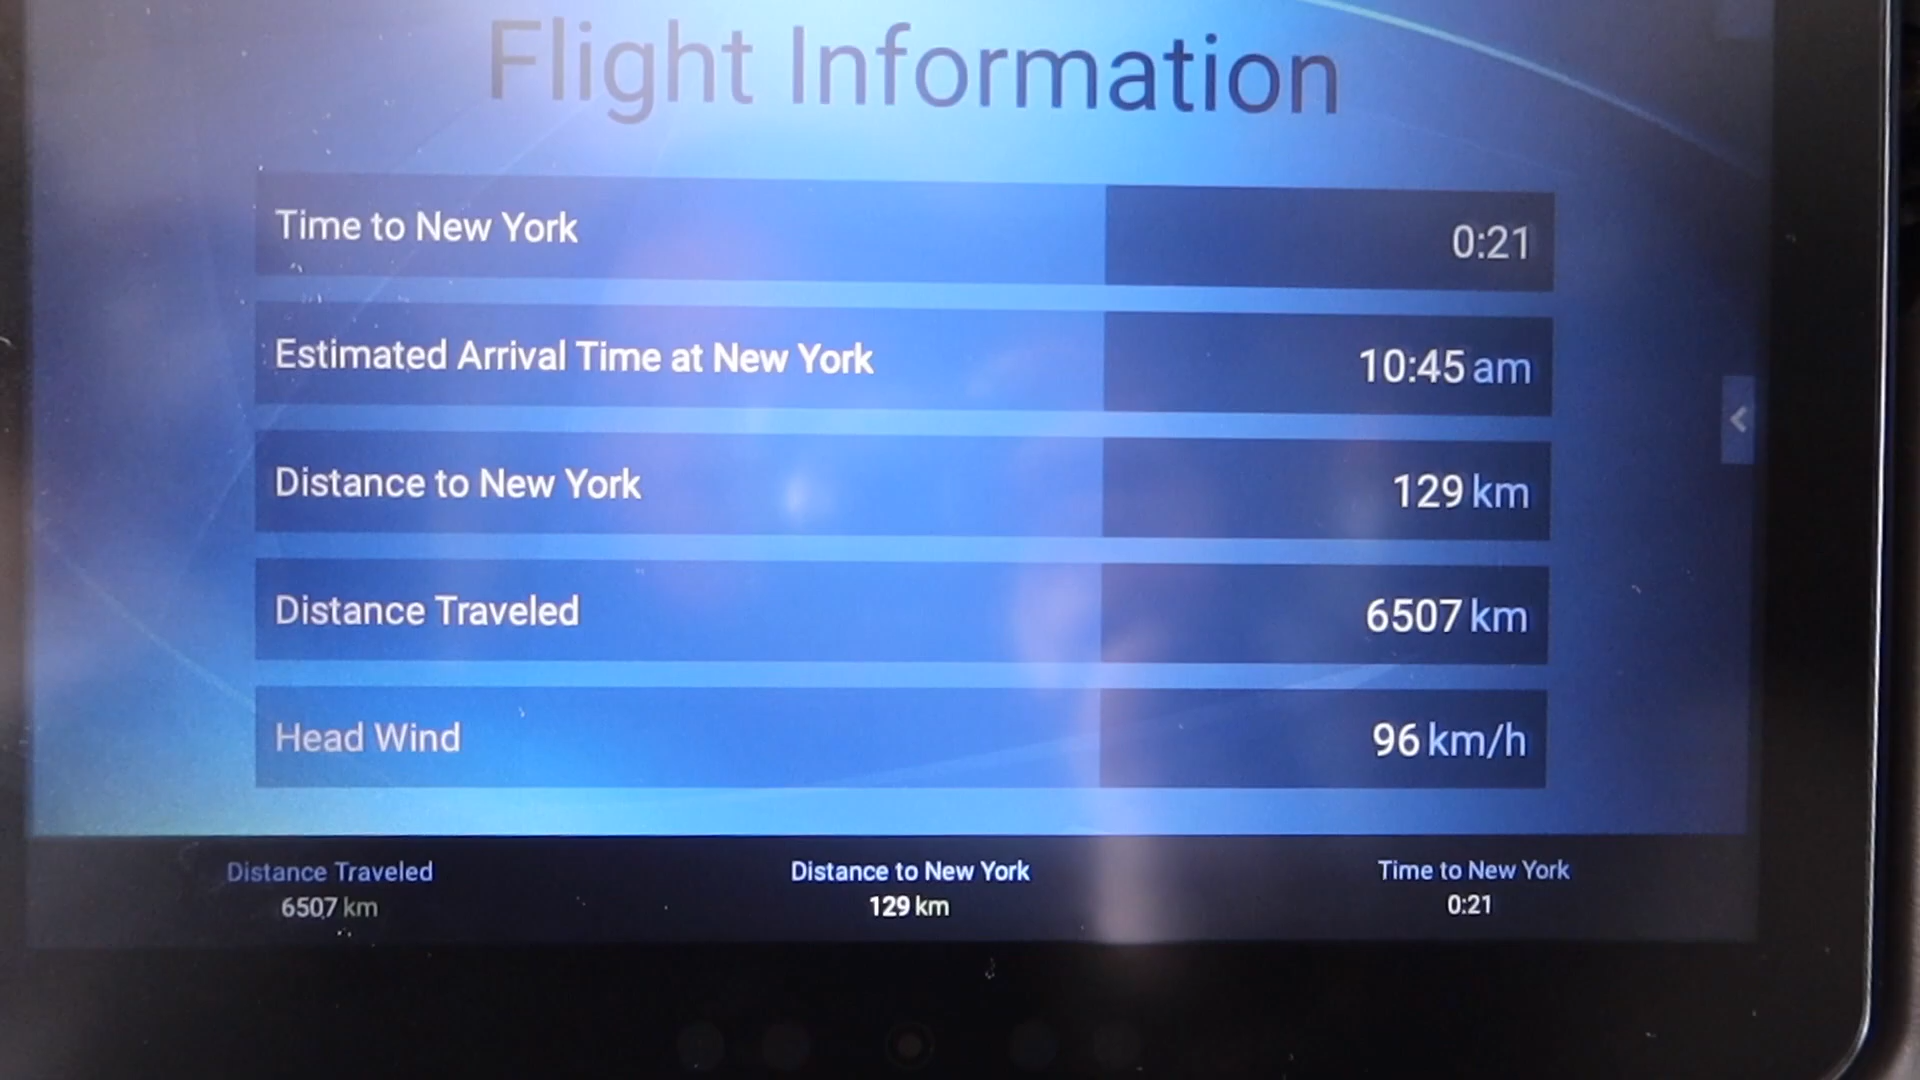 Flight Information
Time to New York 0:21
Estimated Arrival Time at New York 10:45 am
Distance to New York 129 km
Distance Traveled 6507 km
Head Wind 96 km/h
Distance Traveled Distance to New York Time to New York
6507 km 129 km 0:21